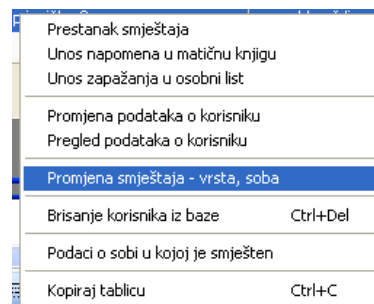 Prestanak smještaja
Unos napomena u matičnu knjigu
Unos zapažanja u osobni list
Promjena podataka o korisniku
Pregled podataka o korisniku
Promjena smještaja - vrsta, soba
Brisanje korisnika iz baze Ctrl+Del
Podaci o sobi u kojoj je smješten
Kopiraj tablicu Ctrl+C